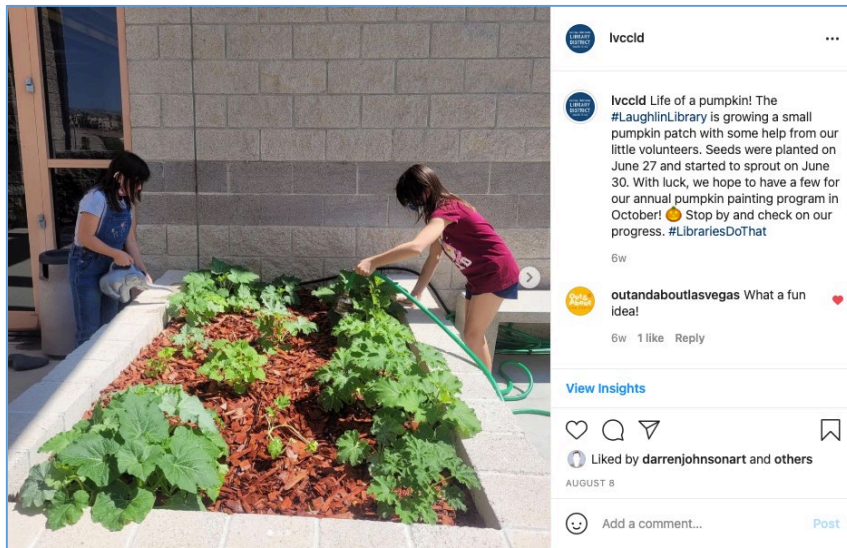 lvccld
lvccld Life of a pumpkin! The
#LaughlinLibrary is growing a small
pumpkin patch with some help from our
little volunteers. Seeds were planted on
June 27 and started to sprout on June
30. With luck, we hope to have a few for
our annual pumpkin painting program in
October! 🎃 Stop by and check on our
progress. #LibrariesDoThat
6w
outandaboutlasvegas What a fun
idea!
6w 1 like Reply
View Insights
Liked by darrenjohnsonart and others
AUGUST 8
Add a comment... Post